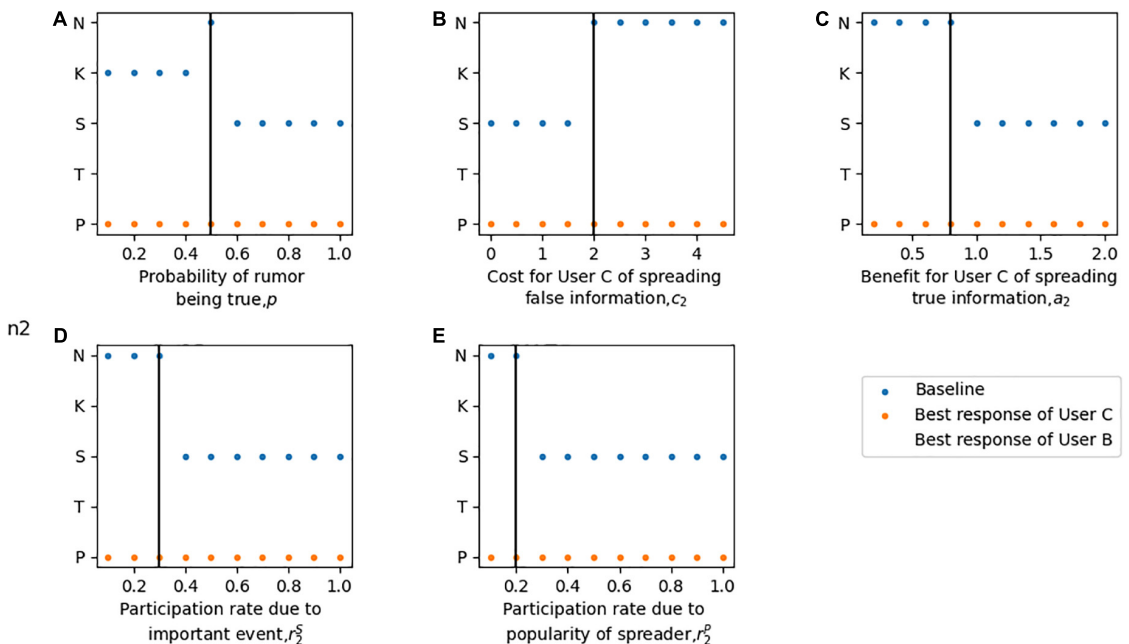 A
N
K
S
T
P
0.2 0.4 0.6 0.8 1.0
Probability of rumor
being true,p
B
N
K
S
T
P
0 1 2 3 4
Cost for User C of spreading
false information,c2
C
N
K
S
T
P
0.5 1.0 1.5 2.0
Benefit for User C of spreading
true information,a2
n2
D
N
K
S
T
P
0.2 0.4 0.6 0.8 1.0
Participation rate due to
important event,r2S
E
N
K
S
T
P
0.2 0.4 0.6 0.8 1.0
Participation rate due to
popularity of spreader,r2p
Baseline
Best response of User C
Best response of User B